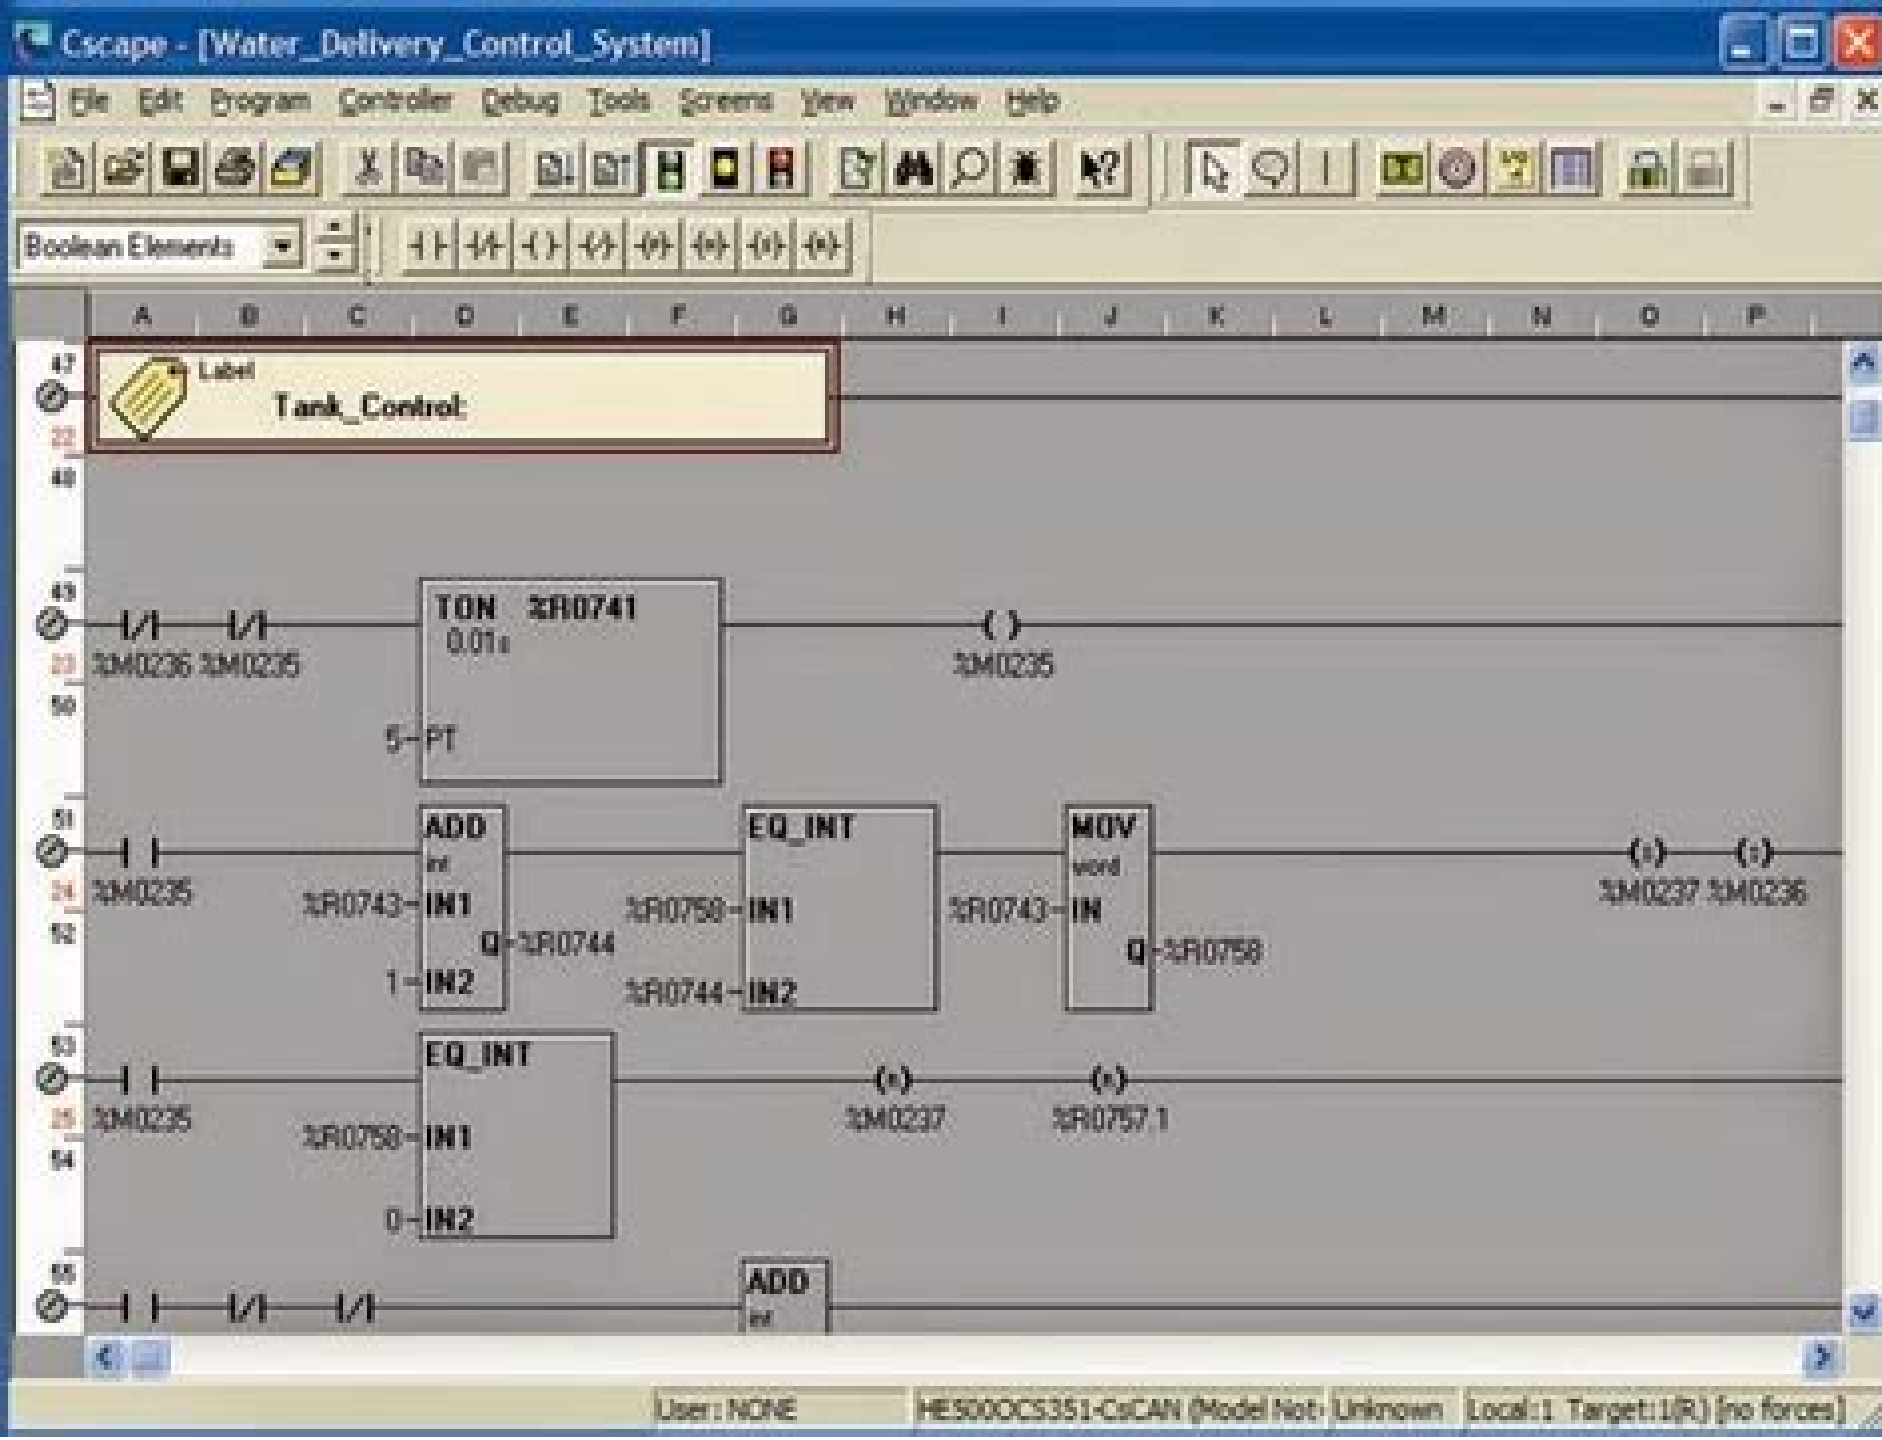 Cscape - [Water_Delivery_Control_System]
File Edit Program Controller Debug Tools Screens View Window Help
Boolean Elements
A B C D E F G H I J K L M N O P
47
Label
Tank_Control:
22
48
49
TON %R0741
0.01s
%M0236 %M0235
%M0235
23
50
5 PT
51
ADD
EQ_INT
MOV
int
word
24
%M0235
%R0743 IN1
%R0758 IN1
%R0743 IN
%M0237 %M0236
52
Q %R0744
Q %R0758
1 IN2
%R0744 IN2
53
EQ_INT
25
%M0235
%R0758 IN1
%M0237
%R0757.1
54
0 IN2
55
ADD
int
User: NONE
HE500OCS351-CsCAN (Model Not- Unknown
Local:1 Target:1(R) [no forces]